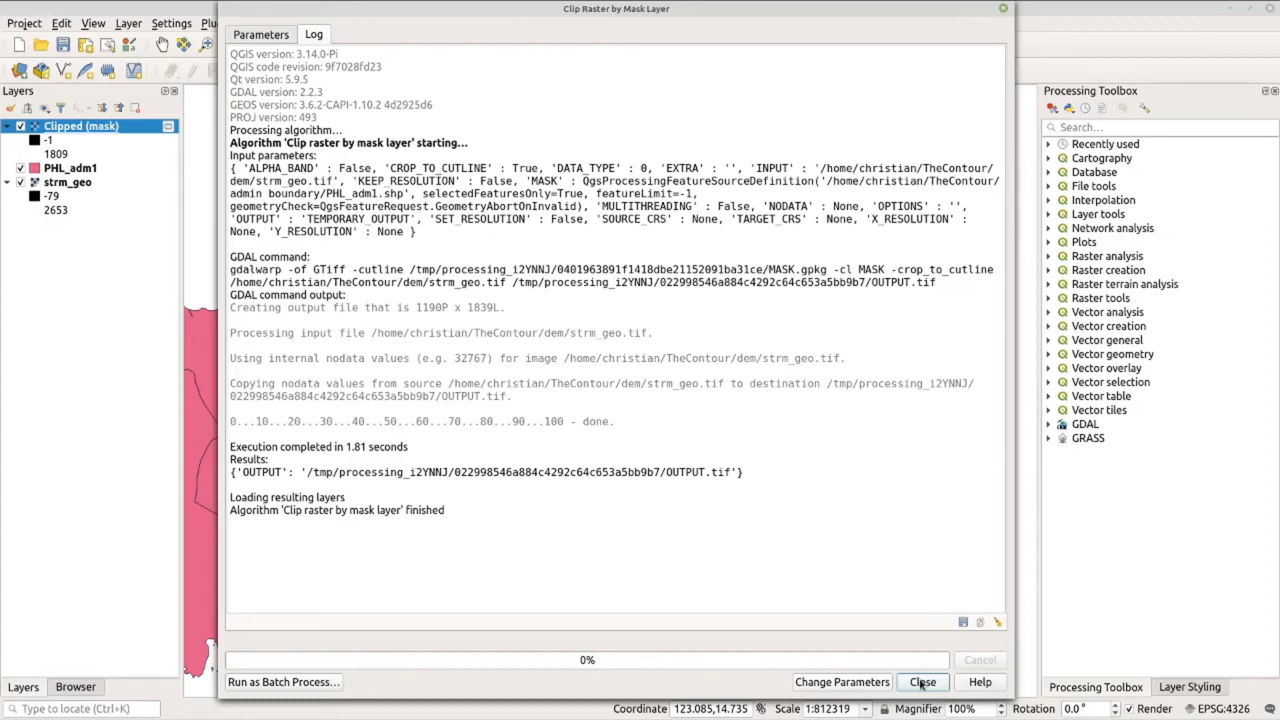 Clip Raster by Mask Layer
Project Edit View Layer Settings Plu
Parameters Log
QGIS version: 3.14.0-Pi
QGIS code revision: 9f7028fd23
Qt version: 5.9.5
GDAL version: 2.2.3
GEOS version: 3.6.2-CAPI-1.10.2 4d2925d6
PROJ version: 493
Processing algorithm…
Algorithm 'Clip raster by mask layer' starting…
Input parameters:
{ 'ALPHA_BAND' : False, 'CROP_TO_CUTLINE' : True, 'DATA_TYPE' : 0, 'EXTRA' : '', 'INPUT' : '/home/christian/TheContour/
dem/strm_geo.tif', 'KEEP_RESOLUTION' : False, 'MASK' : QgsProcessingFeatureSourceDefinition('/home/christian/TheContour/
admin boundary/PHL_adm1.shp', selectedFeaturesOnly=True, featureLimit=-1,
geometryCheck=QgsFeatureRequest.GeometryAbortOnInvalid), 'MULTITHREADING' : False, 'NODATA' : None, 'OPTIONS' : '',
'OUTPUT' : 'TEMPORARY_OUTPUT', 'SET_RESOLUTION' : False, 'SOURCE_CRS' : None, 'TARGET_CRS' : None, 'X_RESOLUTION' :
None, 'Y_RESOLUTION' : None }
GDAL command:
gdalwarp -of GTiff -cutline /tmp/processing_i2YNNJ/0401963891f1418dbe21152091ba31ce/MASK.gpkg -cl MASK -crop_to_cutline
/home/christian/TheContour/dem/strm_geo.tif /tmp/processing_i2YNNJ/022998546a884c4292c64c653a5bb9b7/OUTPUT.tif
GDAL command output:
Creating output file that is 1190P x 1839L.
Processing input file /home/christian/TheContour/dem/strm_geo.tif.
Using internal nodata values (e.g. 32767) for image /home/christian/TheContour/dem/strm_geo.tif.
Copying nodata values from source /home/christian/TheContour/dem/strm_geo.tif to destination /tmp/processing_i2YNNJ/
022998546a884c4292c64c653a5bb9b7/OUTPUT.tif.
0...10...20...30...40...50...60...70...80...90...100 - done.
Execution completed in 1.81 seconds
Results:
{'OUTPUT': '/tmp/processing_i2YNNJ/022998546a884c4292c64c653a5bb9b7/OUTPUT.tif'}
Loading resulting layers
Algorithm 'Clip raster by mask layer' finished
0%
Cancel
Run as Batch Process…
Change Parameters
Close
Help
Layers
Clipped (mask)
-1
1809
PHL_adm1
strm_geo
-79
2653
Layers Browser
Processing Toolbox
Search…
Recently used
Cartography
Database
File tools
Interpolation
Layer tools
Network analysis
Plots
Raster analysis
Raster creation
Raster terrain analysis
Raster tools
Vector analysis
Vector creation
Vector general
Vector geometry
Vector overlay
Vector selection
Vector table
Vector tiles
GDAL
GRASS
Processing Toolbox Layer Styling
Type to locate (Ctrl+K)
Coordinate 123.085,14.735 Scale 1:812319 Magnifier 100% Rotation 0.0° Render EPSG:4326